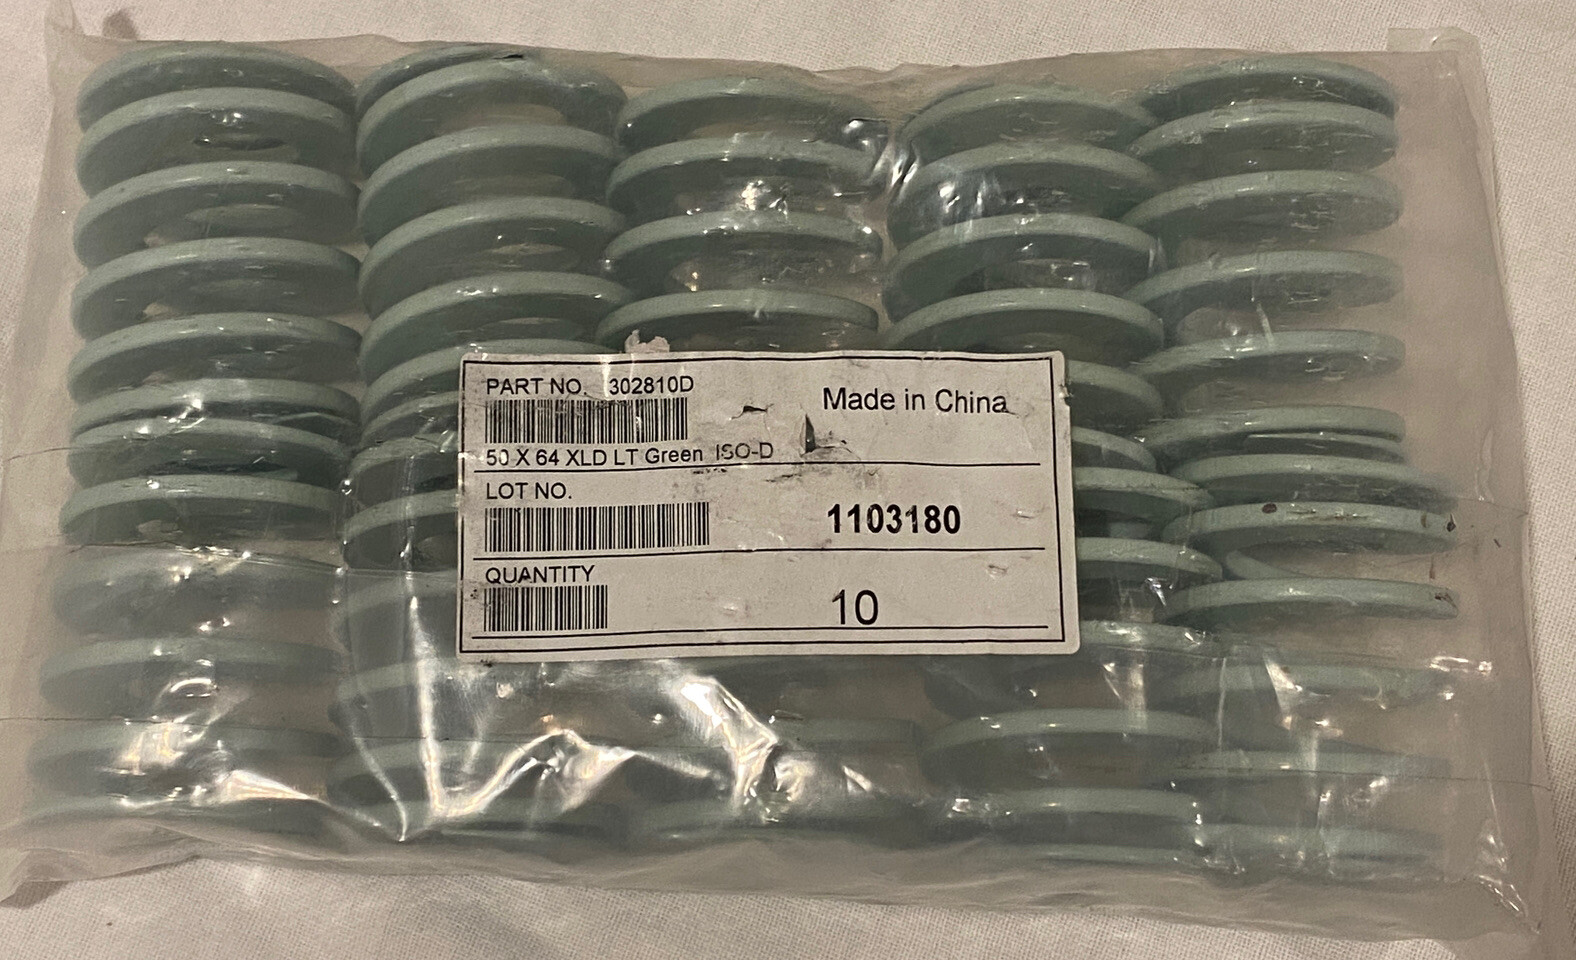 PART NO. 302810D
Made in China
50 X 64 XLD LT Green ISO-D
LOT NO.
1103180
QUANTITY
10